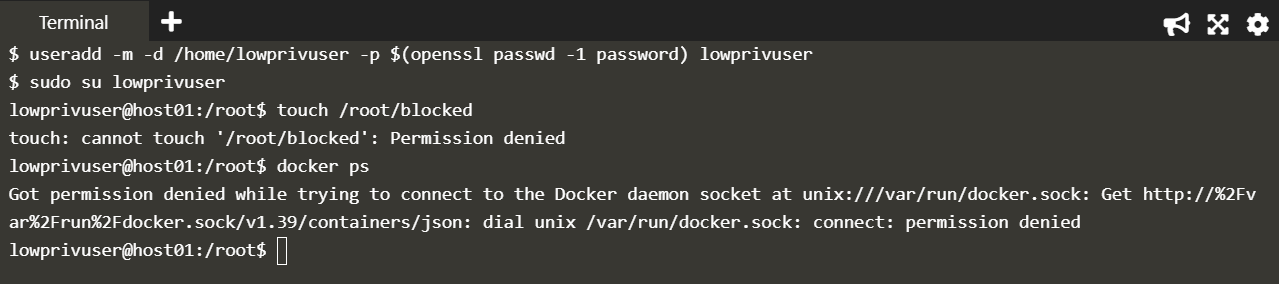 Terminal
$ useradd -m -d /home/lowprivuser -p $(openssl passwd -1 password) lowprivuser
$ sudo su lowprivuser
lowprivuser@host01:/root$ touch /root/blocked
touch: cannot touch '/root/blocked': Permission denied
lowprivuser@host01:/root$ docker ps
Got permission denied while trying to connect to the Docker daemon socket at unix:///var/run/docker.sock: Get http://%2Fv
ar%2Frun%2Fdocker.sock/v1.39/containers/json: dial unix /var/run/docker.sock: connect: permission denied
lowprivuser@host01:/root$